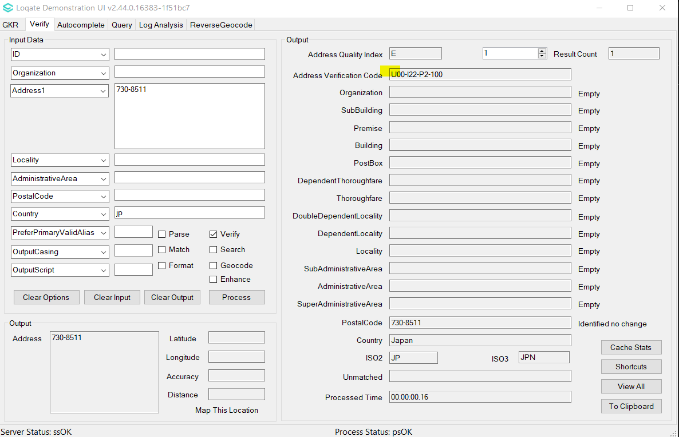 Loqate Demonstration UI v2.44.0.16383-1f51bc7
GKR Verify Autocomplete Query Log Analysis ReverseGeocode
Input Data
ID
Organization
Address1 730-8511
Locality
AdministrativeArea
PostalCode
Country jp
PreferPrimaryValidAlias Parse Verify
OutputCasing Match Search
OutputScript Format Geocode
Enhance
Clear Options Clear Input Clear Output Process
Output
Address 730-8511
Latitude
Longitude
Accuracy
Distance
Map This Location
Output
Address Quality Index E 1 Result Count 1
Address Verification Code U00-I22-P2-100
Organization Empty
SubBuilding Empty
Premise Empty
Building Empty
PostBox Empty
DependentThoroughfare Empty
Thoroughfare Empty
DoubleDependentLocality Empty
DependentLocality Empty
Locality Empty
SubAdministrativeArea Empty
AdministrativeArea Empty
SuperAdministrativeArea Empty
PostalCode 730-8511 Identified no change
Country Japan
ISO2 JP ISO3 JPN
Unmatched
Processed Time 00:00:00.16
Cache Stats
Shortcuts
View All
To Clipboard
Server Status: ssOK Process Status: psOK